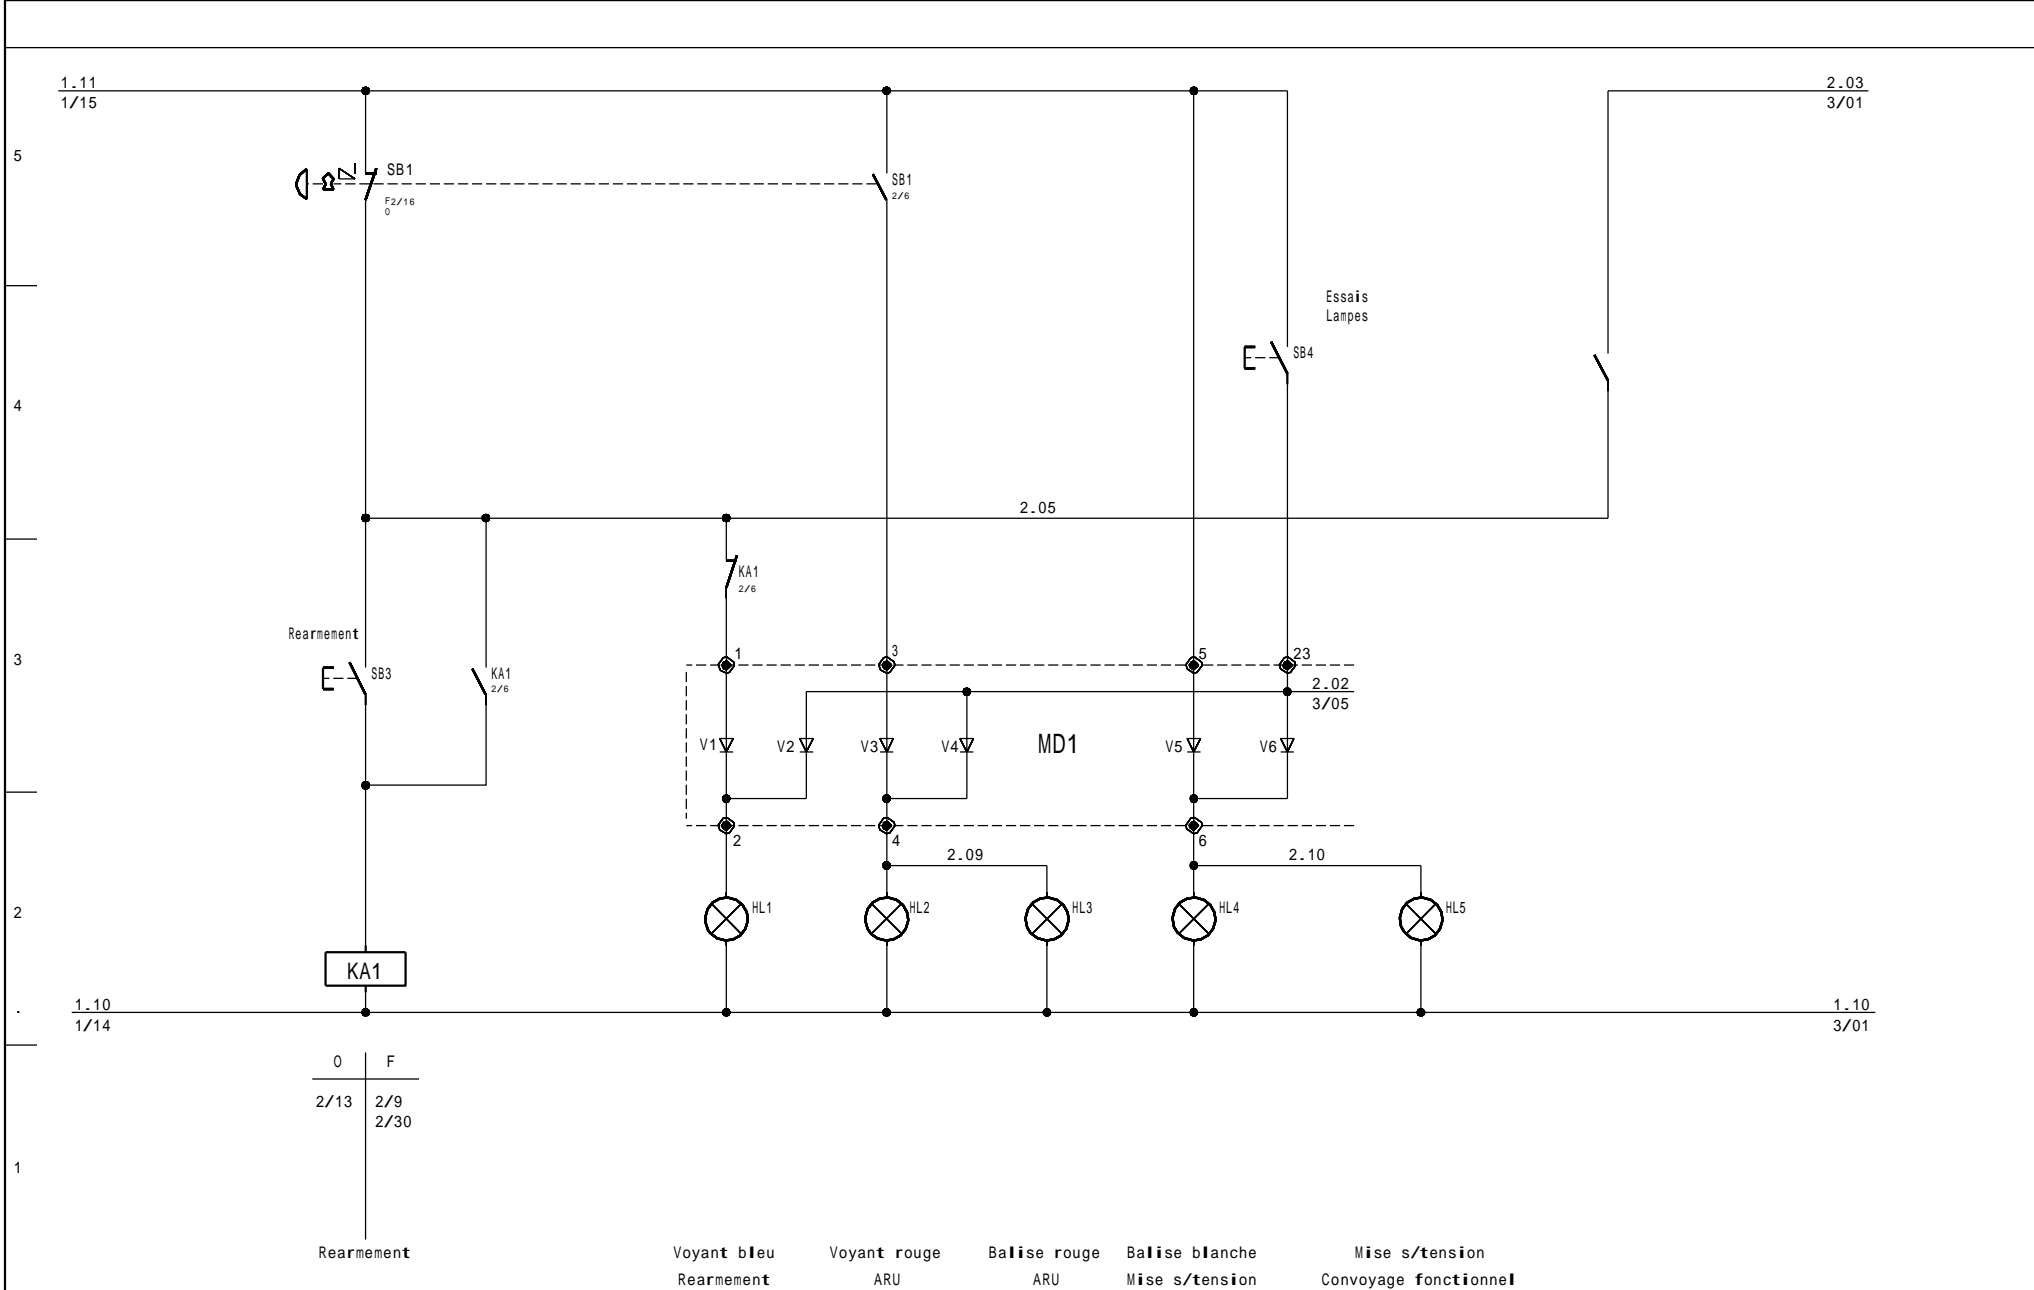 1.11
1/15
2.03
3/01
5
SB1
F2/16
O
SB1
2/6
Essais
Lampes
SB4
4
2.05
KA1
2/6
Rearmement
SB3
KA1
2/6
3
1
3
5
23
2.02
3/05
V1
V2
V3
V4
MD1
V5
V6
2
4
6
2.09
2.10
2
HL1
HL2
HL3
HL4
HL5
KA1
1.10
1/14
1.10
3/01
O F
2/13 2/9
2/30
1
Rearmement
Voyant bleu
Rearmement
Voyant rouge
ARU
Balise rouge
ARU
Balise blanche
Mise s/tension
Mise s/tension
Convoyage fonctionnel